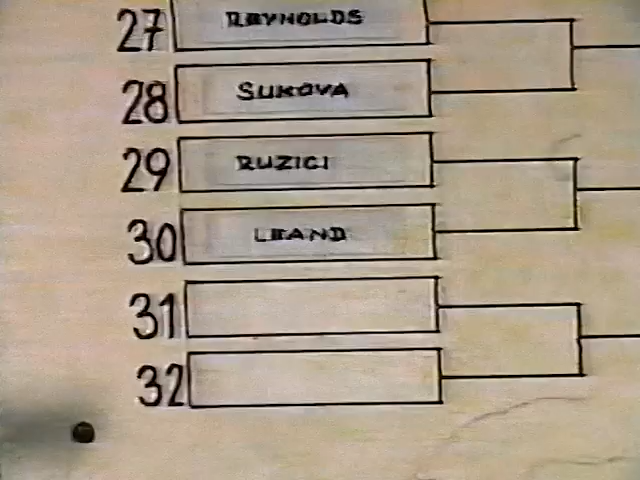 27 REYNOLDS
28 SUKOVA
29 RUZICI
30 LEAND
31
32